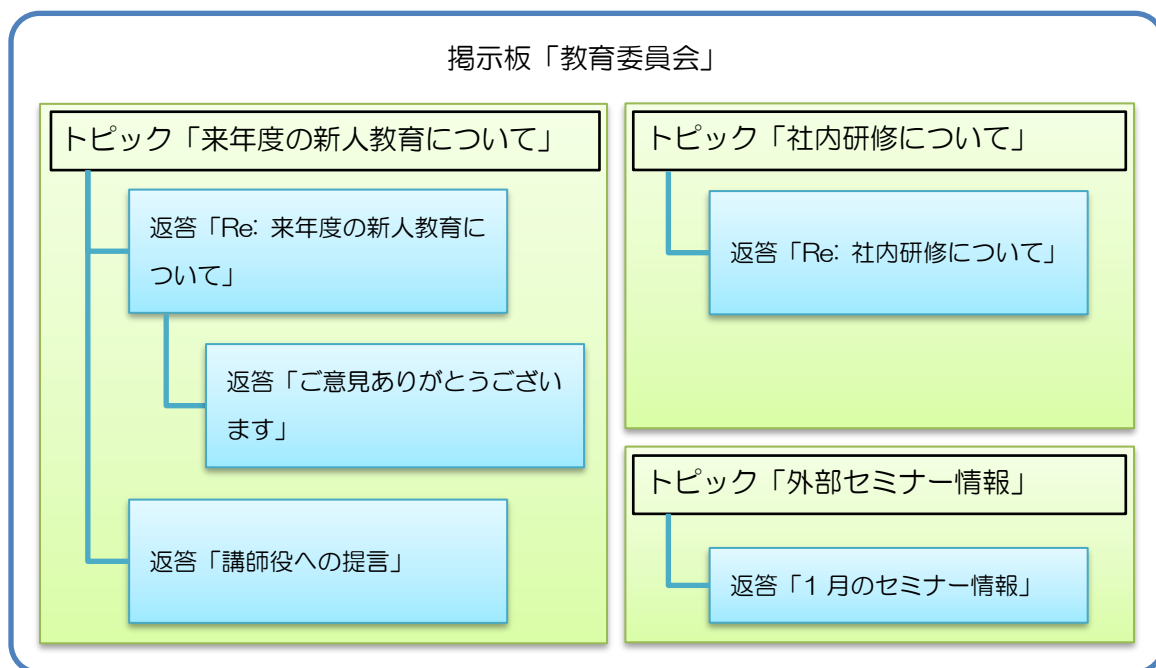 掲示板「教育委員会」
トピック「来年度の新人教育について」
返答「Re: 来年度の新人教育に
ついて」
返答「ご意見ありがとうござい
ます」
返答「講師役への提言」
トピック「社内研修について」
返答「Re: 社内研修について」
トピック「外部セミナー情報」
返答「1 月のセミナー情報」